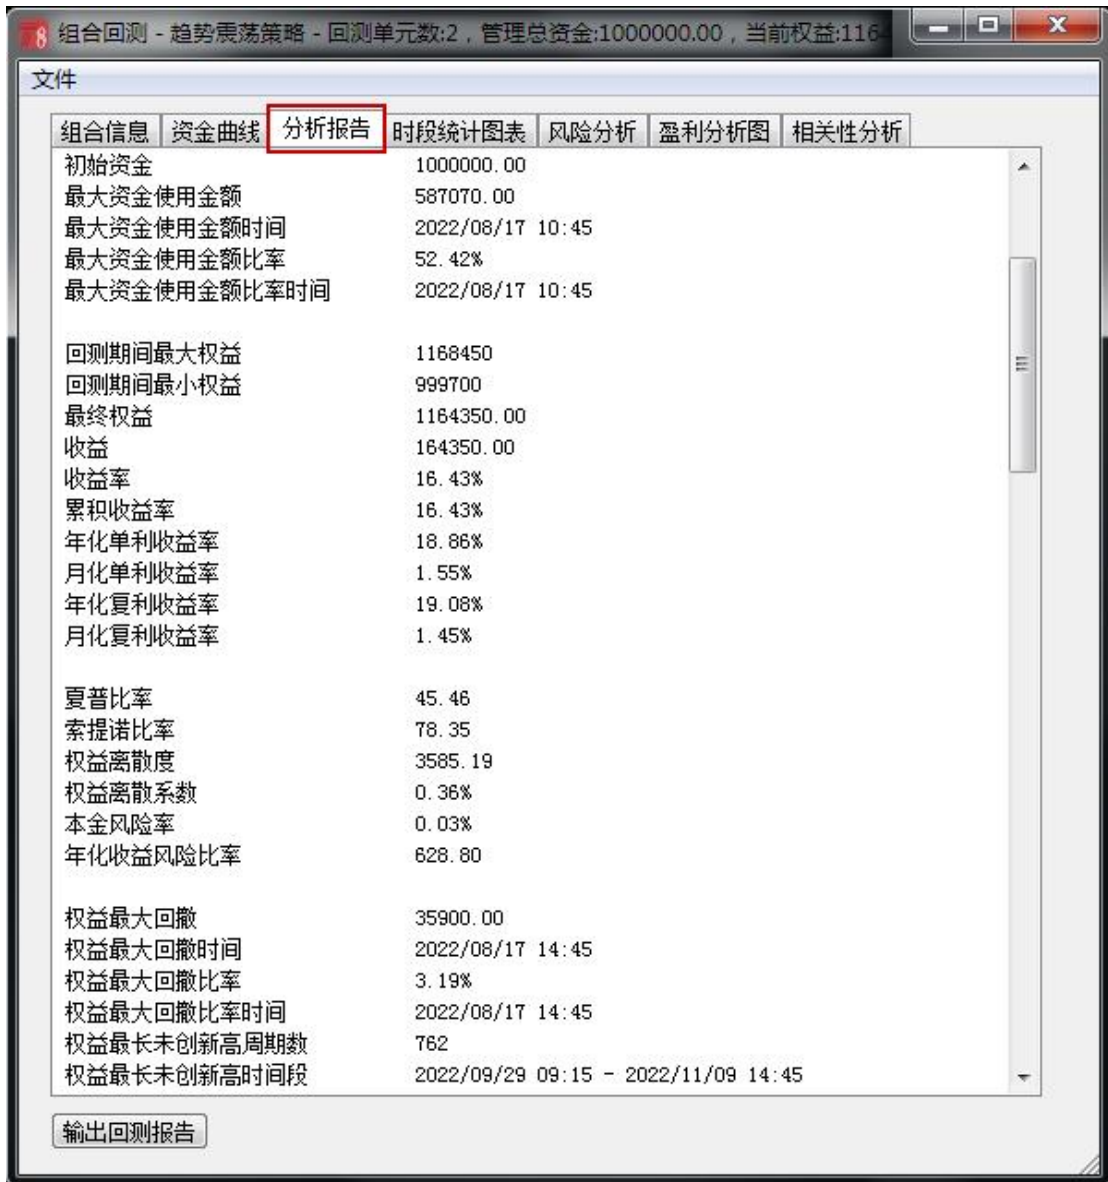 组合回测 - 趋势震荡策略 - 回测单元数:2，管理总资金:1000000.00，当前权益:1164
文件
组合信息 资金曲线 分析报告 时段统计图表 风险分析 盈利分析图 相关性分析
初始资金 1000000.00
最大资金使用金额 587070.00
最大资金使用金额时间 2022/08/17 10:45
最大资金使用金额比率 52.42%
最大资金使用金额比率时间 2022/08/17 10:45
回测期间最大权益 1168450
回测期间最小权益 999700
最终权益 1164350.00
收益 164350.00
收益率 16.43%
累积收益率 16.43%
年化单利收益率 18.86%
月化单利收益率 1.55%
年化复利收益率 19.08%
月化复利收益率 1.45%
夏普比率 45.46
索提诺比率 78.35
权益离散度 3585.19
权益离散系数 0.36%
本金风险率 0.03%
年化收益风险比率 628.80
权益最大回撤 35900.00
权益最大回撤时间 2022/08/17 14:45
权益最大回撤比率 3.19%
权益最大回撤比率时间 2022/08/17 14:45
权益最长未创新高周期数 762
权益最长未创新高时间段 2022/09/29 09:15 - 2022/11/09 14:45
输出回测报告